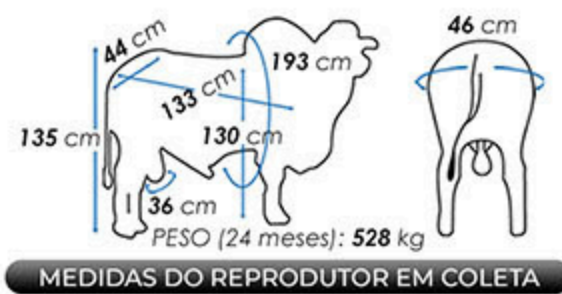 44 cm
193 cm
46 cm
133 cm
135 cm
130 cm
36 cm
PESO (24 meses): 528 kg
MEDIDAS DO REPRODUTOR EM COLETA